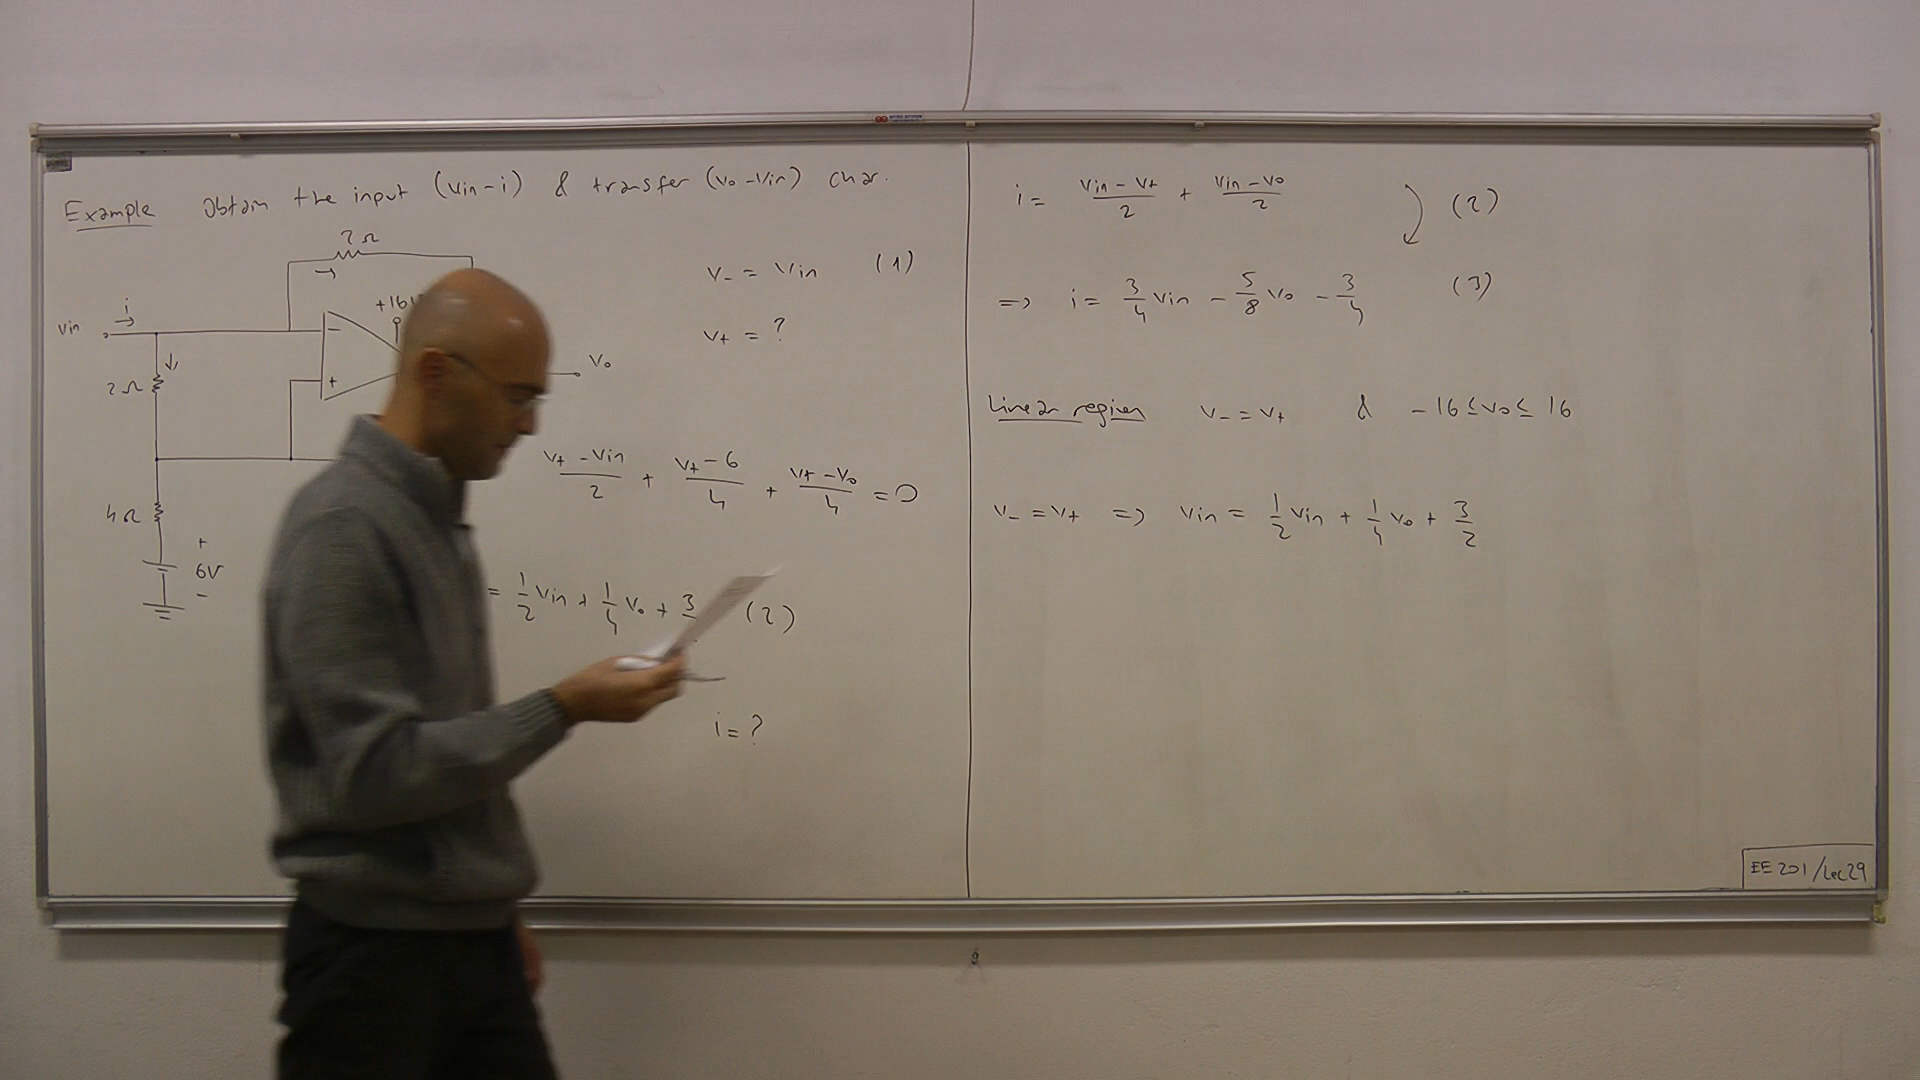 Example Obtain the input (Vin-i) & transfer (Vo-Vin) char.
2Ω
+16V
i
Vin
-
+
Vo
2Ω
4Ω
+
6V
-
V- = Vin (1)
V+ = ?
(V+ - Vin)/2 + (V+ - 6)/4 + (V+ - Vo)/4 = 0
= 1/2 Vin + 1/4 Vo + 3 (2)
i = ?
i = (Vin - V+)/2 + (Vin - Vo)/2 (2)
=> i = 3/4 Vin - 5/8 Vo - 3/4 (3)
Linear region V- = V+ & -16 ≤ Vo ≤ 16
V- = V+ => Vin = 1/2 Vin + 1/4 Vo + 3/2
EE 201/Lec29